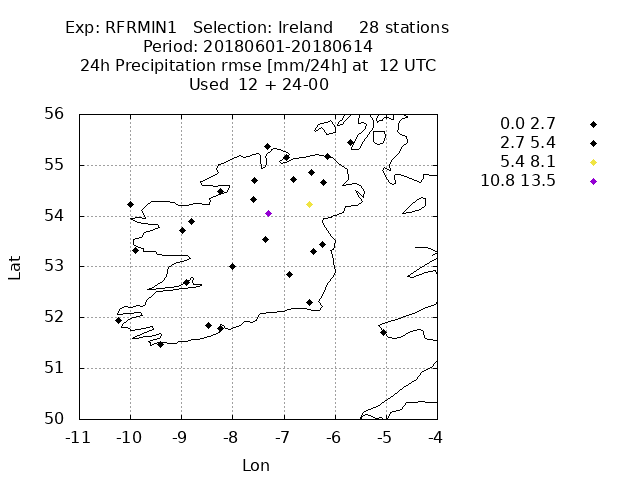 Exp: RFRMIN1 Selection: Ireland 28 stations
Period: 20180601-20180614
24h Precipitation rmse [mm/24h] at 12 UTC
Used 12 + 24-00
0.0 2.7
2.7 5.4
5.4 8.1
10.8 13.5
56
55
54
53
52
51
50
Lat
-11 -10 -9 -8 -7 -6 -5 -4
Lon